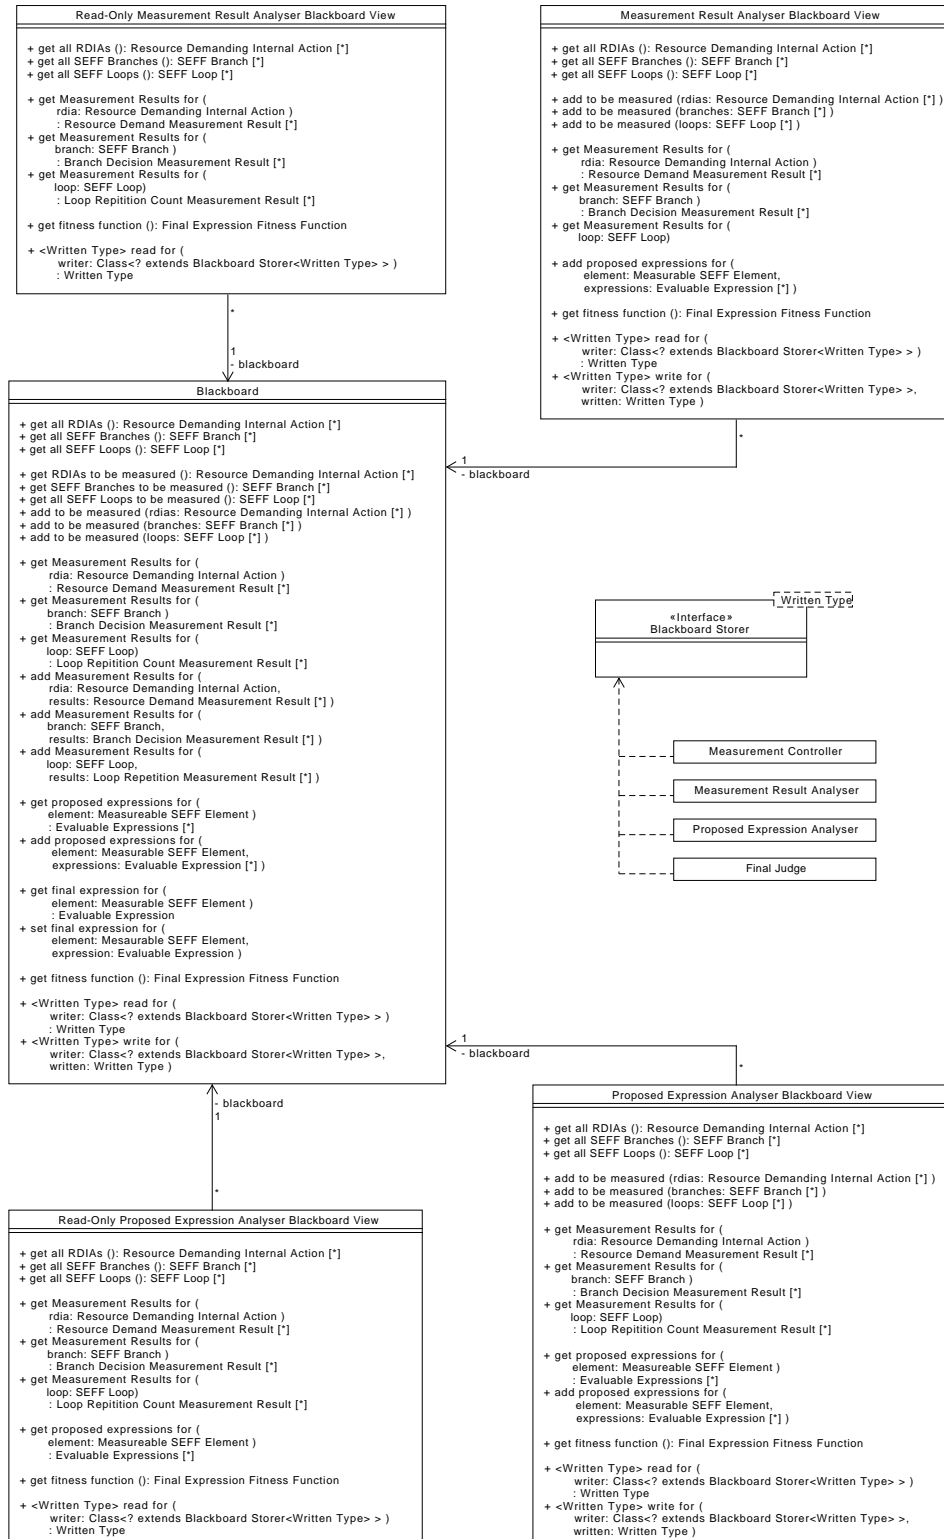 Read-Only Measurement Result Analyser Blackboard View
+ get all RDIAs (): Resource Demanding Internal Action [*]
+ get all SEFF Branches (): SEFF Branch [*]
+ get all SEFF Loops (): SEFF Loop [*]
+ get Measurement Results for (
rdia: Resource Demanding Internal Action )
: Resource Demand Measurement Result [*]
+ get Measurement Results for (
branch: SEFF Branch )
: Branch Decision Measurement Result [*]
+ get Measurement Results for (
loop: SEFF Loop)
: Loop Repitition Count Measurement Result [*]
+ get fitness function (): Final Expression Fitness Function
+ <Written Type> read for (
writer: Class<? extends Blackboard Storer<Written Type> > )
: Written Type
*
1
- blackboard
Measurement Result Analyser Blackboard View
+ get all RDIAs (): Resource Demanding Internal Action [*]
+ get all SEFF Branches (): SEFF Branch [*]
+ get all SEFF Loops (): SEFF Loop [*]
+ add to be measured (rdias: Resource Demanding Internal Action [*] )
+ add to be measured (branches: SEFF Branch [*] )
+ add to be measured (loops: SEFF Loop [*] )
+ get Measurement Results for (
rdia: Resource Demanding Internal Action )
: Resource Demand Measurement Result [*]
+ get Measurement Results for (
branch: SEFF Branch )
: Branch Decision Measurement Result [*]
+ get Measurement Results for (
loop: SEFF Loop)
+ add proposed expressions for (
element: Measurable SEFF Element,
expressions: Evaluable Expression [*] )
+ get fitness function (): Final Expression Fitness Function
+ <Written Type> read for (
writer: Class<? extends Blackboard Storer<Written Type> > )
: Written Type
+ <Written Type> write for (
writer: Class<? extends Blackboard Storer<Written Type> >,
written: Written Type )
*
1
- blackboard
Blackboard
+ get all RDIAs (): Resource Demanding Internal Action [*]
+ get all SEFF Branches (): SEFF Branch [*]
+ get all SEFF Loops (): SEFF Loop [*]
+ get RDIAs to be measured (): Resource Demanding Internal Action [*]
+ get SEFF Branches to be measured (): SEFF Branch [*]
+ get all SEFF Loops to be measured (): SEFF Loop [*]
+ add to be measured (rdias: Resource Demanding Internal Action [*] )
+ add to be measured (branches: SEFF Branch [*] )
+ add to be measured (loops: SEFF Loop [*] )
+ get Measurement Results for (
rdia: Resource Demanding Internal Action )
: Resource Demand Measurement Result [*]
+ get Measurement Results for (
branch: SEFF Branch )
: Branch Decision Measurement Result [*]
+ get Measurement Results for (
loop: SEFF Loop)
: Loop Repitition Count Measurement Result [*]
+ add Measurement Results for (
rdia: Resource Demanding Internal Action,
results: Resource Demand Measurement Result [*] )
+ add Measurement Results for (
branch: SEFF Branch,
results: Branch Decision Measurement Result [*] )
+ add Measurement Results for (
loop: SEFF Loop,
results: Loop Repetition Measurement Result [*] )
+ get proposed expressions for (
element: Measureable SEFF Element )
: Evaluable Expressions [*]
+ add proposed expressions for (
element: Measurable SEFF Element,
expressions: Evaluable Expression [*] )
+ get final expression for (
element: Measurable SEFF Element )
: Evaluable Expression
+ set final expression for (
element: Mesaurable SEFF Element,
expression: Evaluable Expression )
+ get fitness function (): Final Expression Fitness Function
+ <Written Type> read for (
writer: Class<? extends Blackboard Storer<Written Type> > )
: Written Type
+ <Written Type> write for (
writer: Class<? extends Blackboard Storer<Written Type> >,
written: Written Type )
Written Type
«Interface»
Blackboard Storer
Measurement Controller
Measurement Result Analyser
Proposed Expression Analyser
Final Judge
1
- blackboard
*
- blackboard
1
*
Read-Only Proposed Expression Analyser Blackboard View
+ get all RDIAs (): Resource Demanding Internal Action [*]
+ get all SEFF Branches (): SEFF Branch [*]
+ get all SEFF Loops (): SEFF Loop [*]
+ get Measurement Results for (
rdia: Resource Demanding Internal Action )
: Resource Demand Measurement Result [*]
+ get Measurement Results for (
branch: SEFF Branch )
: Branch Decision Measurement Result [*]
+ get Measurement Results for (
loop: SEFF Loop)
: Loop Repitition Count Measurement Result [*]
+ get proposed expressions for (
element: Measureable SEFF Element )
: Evaluable Expressions [*]
+ get fitness function (): Final Expression Fitness Function
+ <Written Type> read for (
writer: Class<? extends Blackboard Storer<Written Type> > )
: Written Type
Proposed Expression Analyser Blackboard View
+ get all RDIAs (): Resource Demanding Internal Action [*]
+ get all SEFF Branches (): SEFF Branch [*]
+ get all SEFF Loops (): SEFF Loop [*]
+ add to be measured (rdias: Resource Demanding Internal Action [*] )
+ add to be measured (branches: SEFF Branch [*] )
+ add to be measured (loops: SEFF Loop [*] )
+ get Measurement Results for (
rdia: Resource Demanding Internal Action )
: Resource Demand Measurement Result [*]
+ get Measurement Results for (
branch: SEFF Branch )
: Branch Decision Measurement Result [*]
+ get Measurement Results for (
loop: SEFF Loop)
: Loop Repitition Count Measurement Result [*]
+ get proposed expressions for (
element: Measureable SEFF Element )
: Evaluable Expressions [*]
+ add proposed expressions for (
element: Measurable SEFF Element,
expressions: Evaluable Expression [*] )
+ get fitness function (): Final Expression Fitness Function
+ <Written Type> read for (
writer: Class<? extends Blackboard Storer<Written Type> > )
: Written Type
+ <Written Type> write for (
writer: Class<? extends Blackboard Storer<Written Type> >,
written: Written Type )